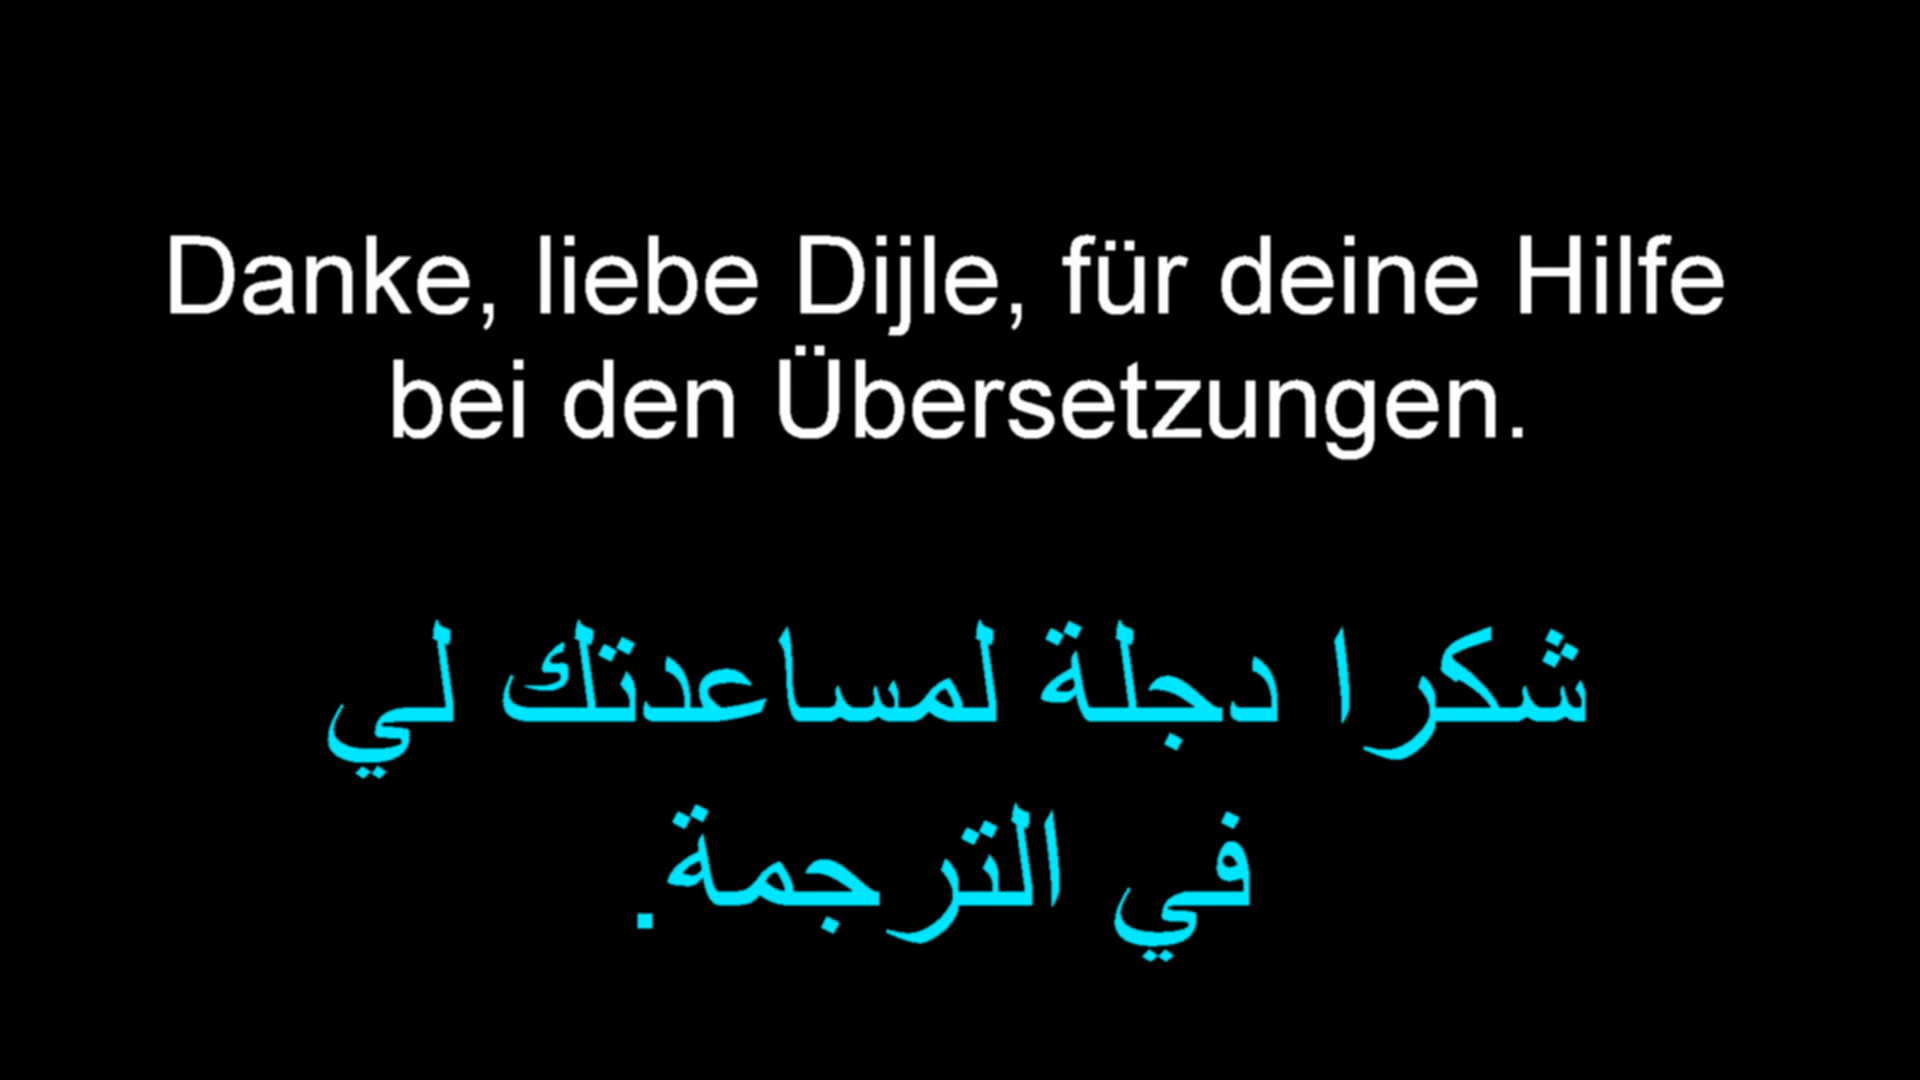 Danke, liebe Dijle, für deine Hilfe
bei den Übersetzungen.
شكرا دجلة لمساعدتك لي
في الترجمة.